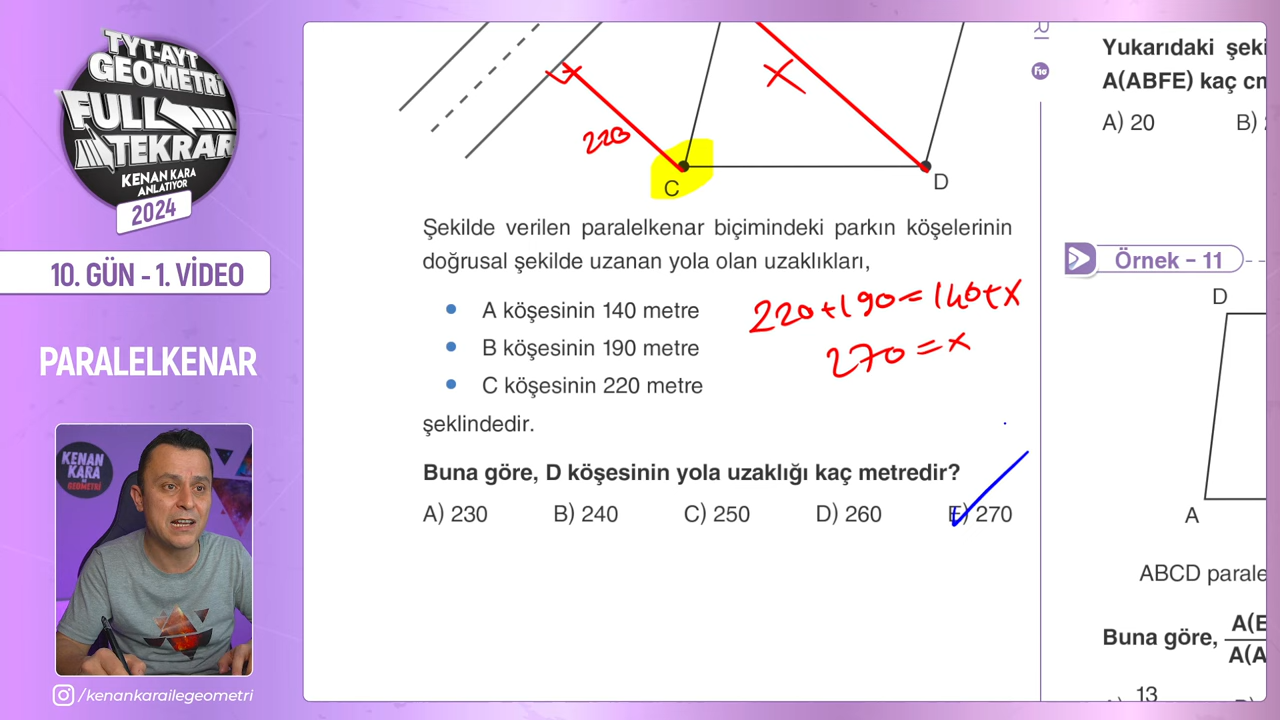 TYT-AYT
GEOMETRİ
FULL
TEKRAR
KENAN KARA
ANLATIYOR
2024
10. GÜN - 1. VİDEO
PARALELKENAR
KENAN
KARA
GEOMETRİ
/kenankarailegeometri
220
X
C
D
Şekilde verilen paralelkenar biçimindeki parkın köşelerinin
doğrusal şekilde uzanan yola olan uzaklıkları,
• A köşesinin 140 metre
• B köşesinin 190 metre
• C köşesinin 220 metre
220+190=140+X
270=x
şeklindedir.
Buna göre, D köşesinin yola uzaklığı kaç metredir?
A) 230 B) 240 C) 250 D) 260 E) 270
Yukarıdaki şeki
A(ABFE) kaç cm
A) 20 B)
Örnek – 11
D
A
ABCD parale
Buna göre, A(E
A(A
13